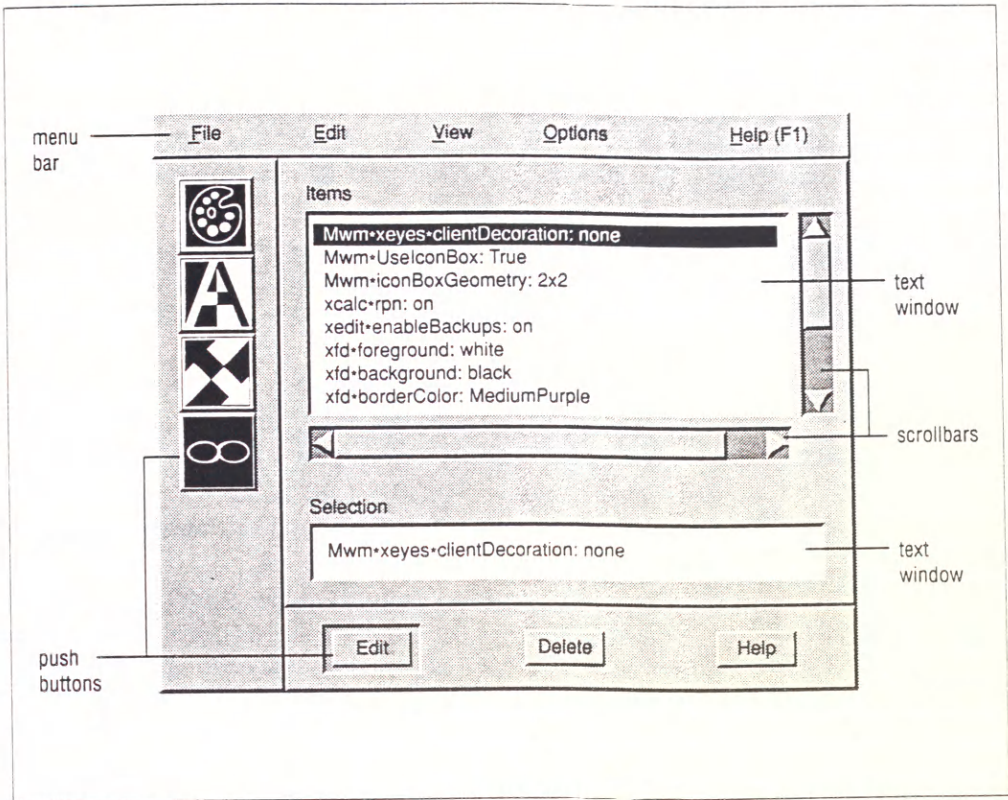 menu
bar
File Edit View Options Help (F1)
Items
Mwm*xeyes*clientDecoration: none
Mwm*UseIconBox: True
Mwm*iconBoxGeometry: 2x2
xcalc*rpn: on
xedit*enableBackups: on
xfd*foreground: white
xfd*background: black
xfd*borderColor: MediumPurple
text
window
scrollbars
Selection
Mwm*xeyes*clientDecoration: none
text
window
push
buttons
Edit Delete Help